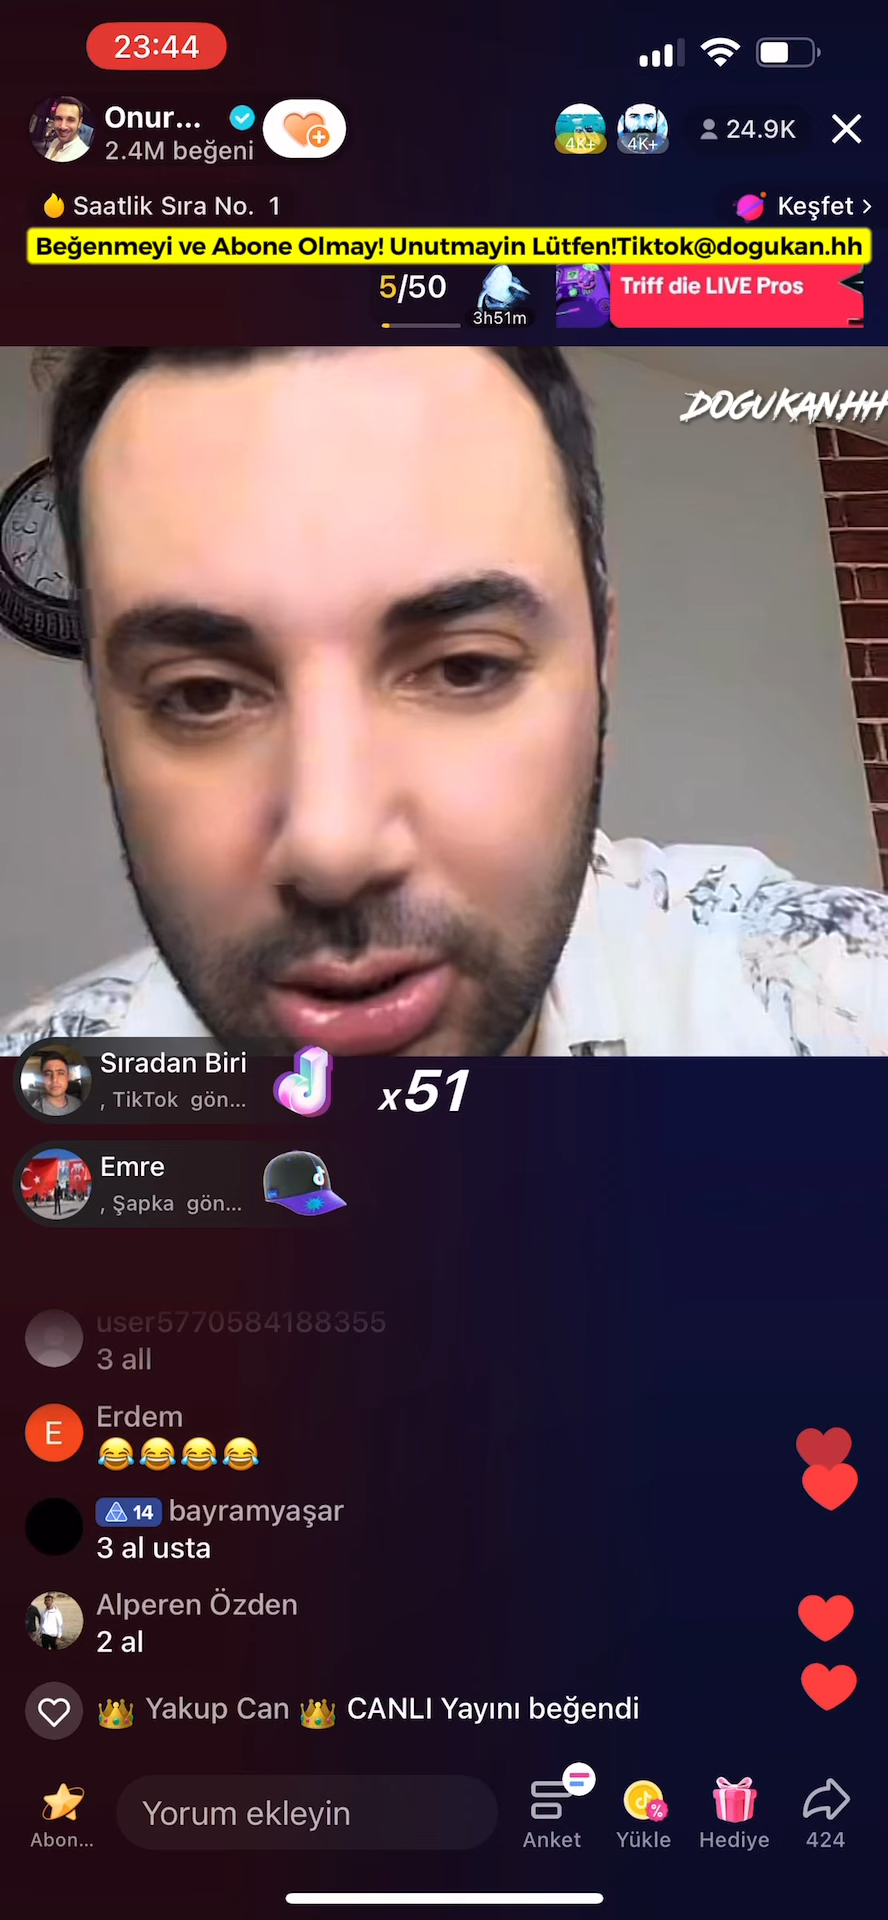 23:44
Onur...
2.4M beğeni
4K+
4K+
24.9K
Saatlik Sıra No. 1
Keşfet
Beğenmeyi ve Abone Olmay! Unutmayin Lütfen!Tiktok@dogukan.hh
5/50
3h51m
Triff die LIVE Pros
DOGUKAN.HH
Sıradan Biri
, TikTok gön...
x51
Emre
, Şapka gön...
user5770584188355
3 all
E
Erdem
14 bayramyaşar
3 al usta
Alperen Özden
2 al
Yakup Can CANLI Yayını beğendi
Abon...
Yorum ekleyin
Anket
Yükle
Hediye
424